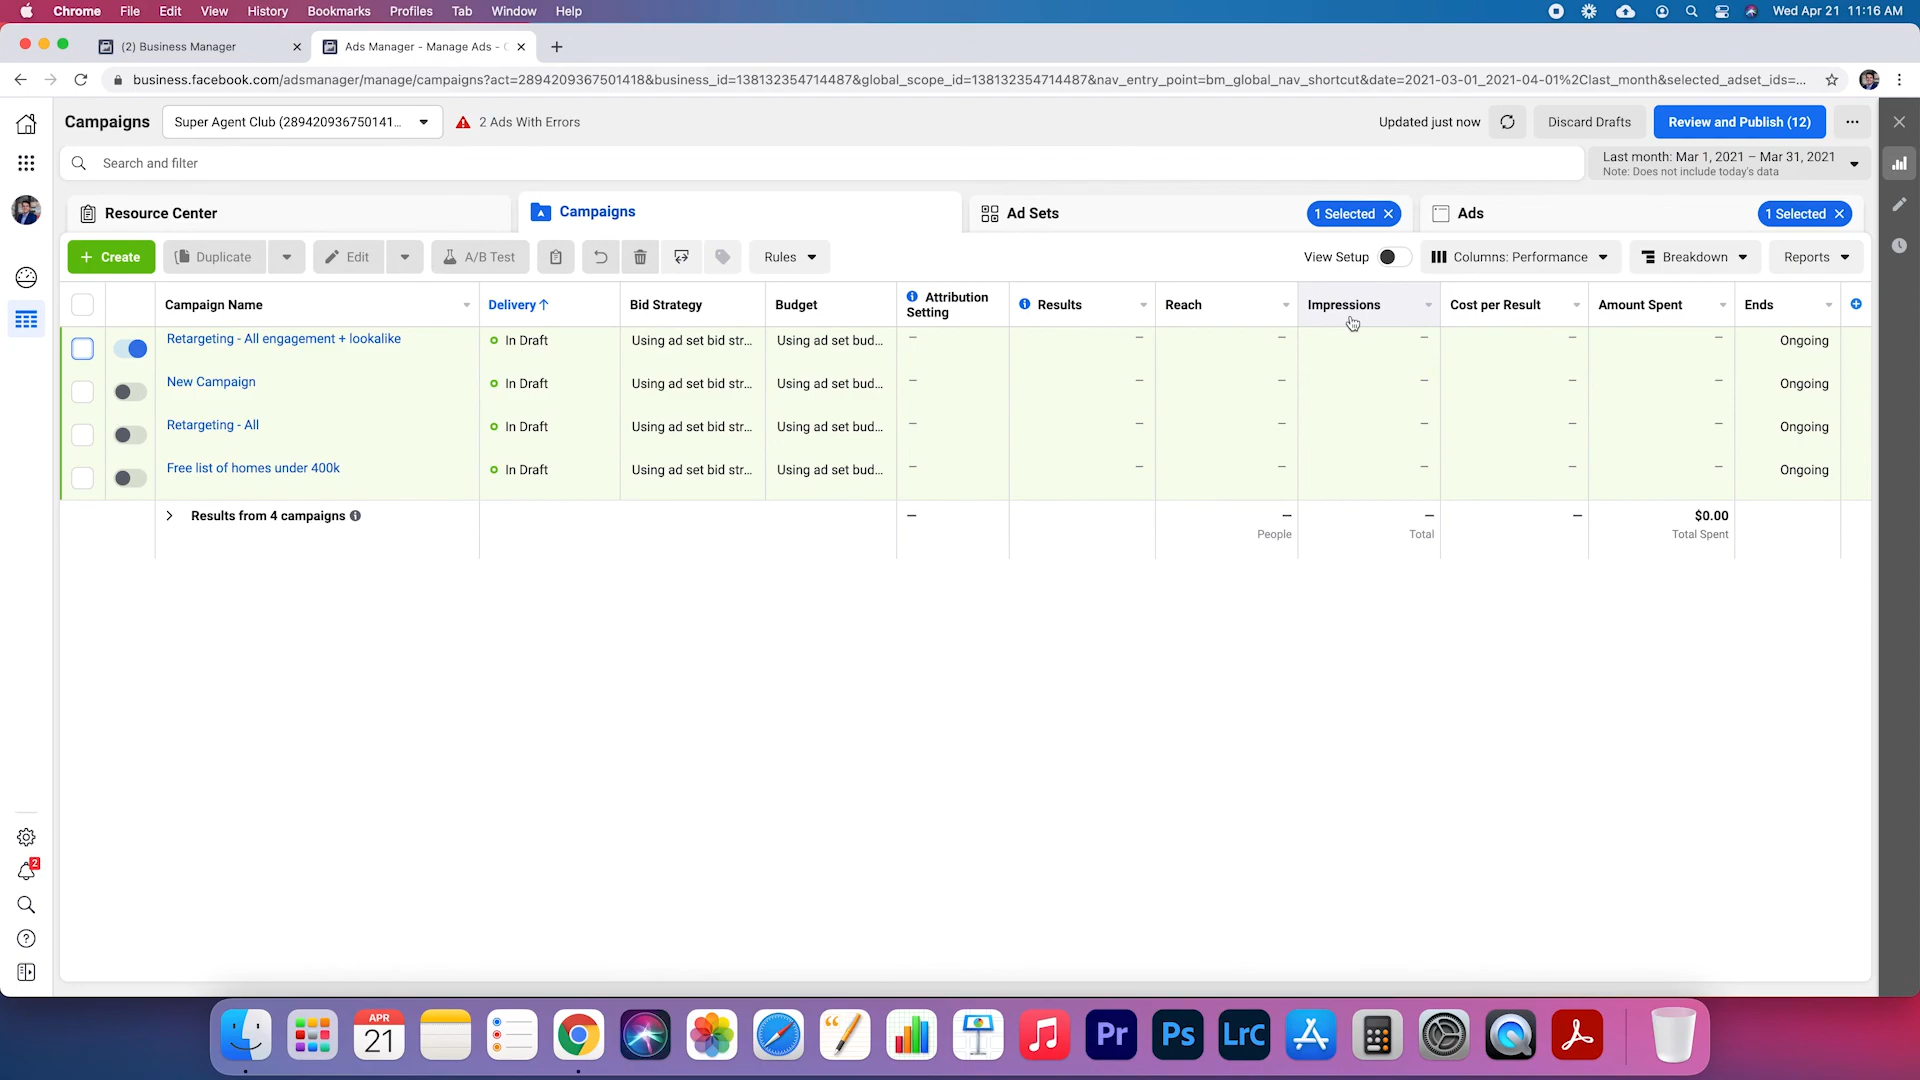 Chrome File Edit View History Bookmarks Profiles Tab Window Help Wed Apr 21 11:16 AM
(2) Business Manager
Ads Manager - Manage Ads -
business.facebook.com/adsmanager/manage/campaigns?act=2894209367501418&business_id=138132354714487&global_scope_id=138132354714487&nav_entry_point=bm_global_nav_shortcut&date=2021-03-01_2021-04-01%2Clast_month&selected_adset_ids=...
Campaigns
Super Agent Club (289420936750141...
2 Ads With Errors
Updated just now
Discard Drafts
Review and Publish (12)
Search and filter
Last month: Mar 1, 2021 – Mar 31, 2021
Note: Does not include today's data
Resource Center
Campaigns
Ad Sets
1 Selected
Ads
1 Selected
+ Create
Duplicate
Edit
A/B Test
Rules
View Setup
Columns: Performance
Breakdown
Reports
Campaign Name
Delivery↑
Bid Strategy
Budget
Attribution
Setting
Results
Reach
Impressions
Cost per Result
Amount Spent
Ends
Retargeting - All engagement + lookalike In Draft Using ad set bid str... Using ad set bud... – – – – – – Ongoing
New Campaign In Draft Using ad set bid str... Using ad set bud... – – – – – – Ongoing
Retargeting - All In Draft Using ad set bid str... Using ad set bud... – – – – – – Ongoing
Free list of homes under 400k In Draft Using ad set bid str... Using ad set bud... – – – – – – Ongoing
Results from 4 campaigns – – – – $0.00
People Total Total Spent
2
APR
21
Pr
Ps
LrC